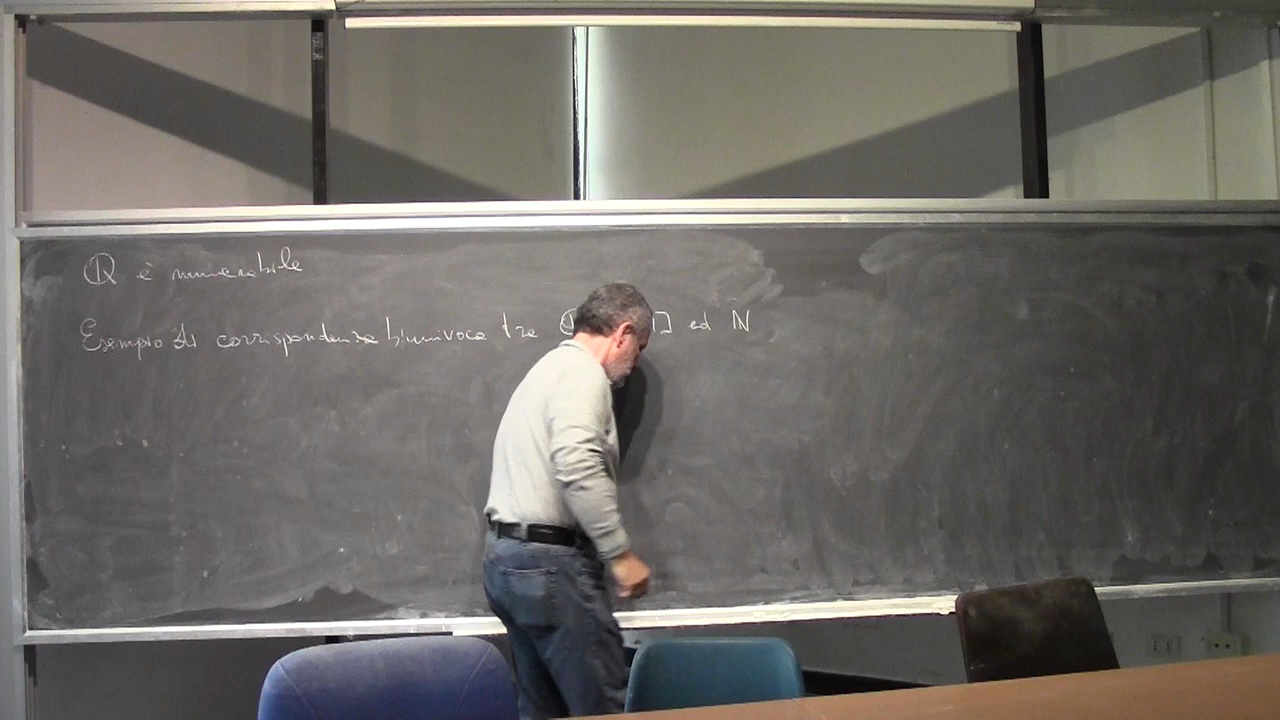 ℚ è numerabile
Esempio di corrispondenza biunivoca tra ed ℕ